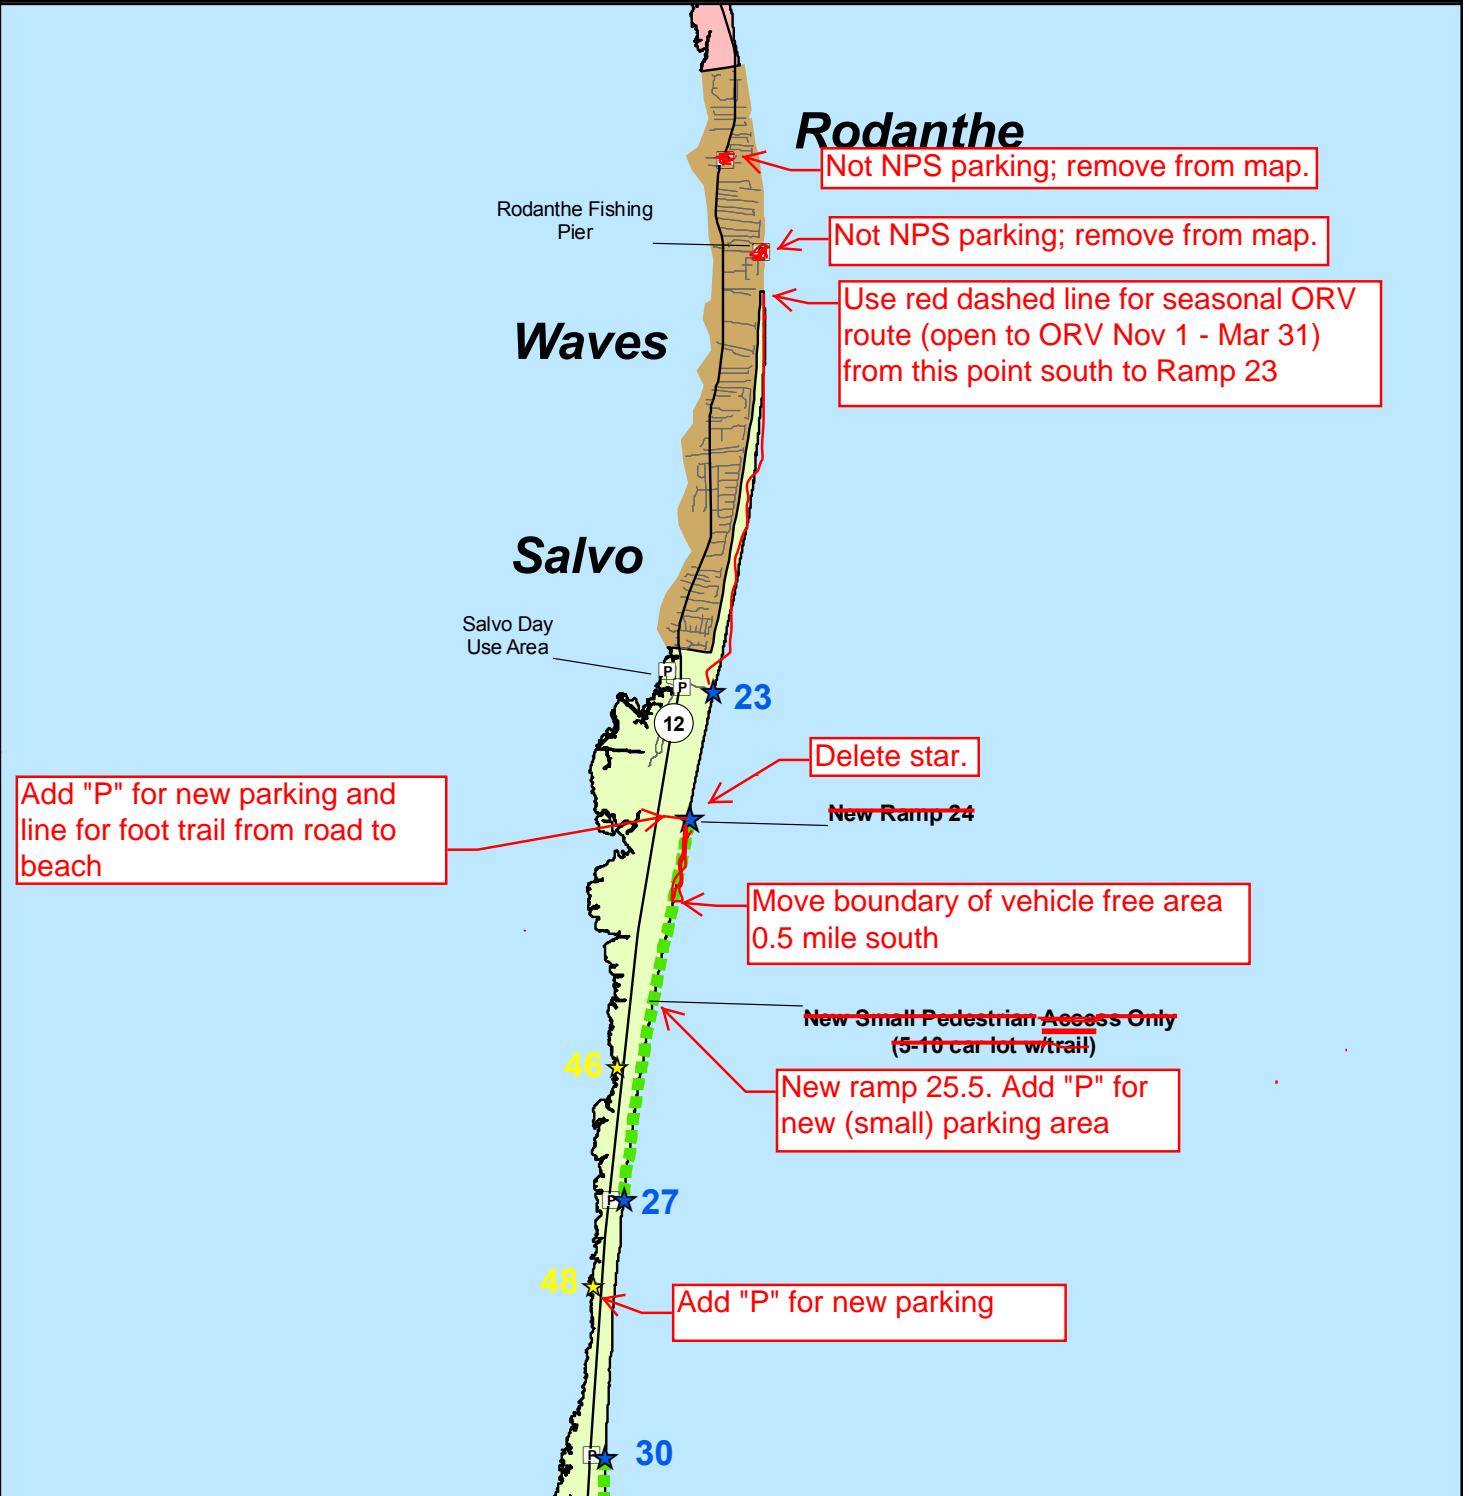 Rodanthe
Not NPS parking; remove from map.
Rodanthe Fishing
Pier
Not NPS parking; remove from map.
Use red dashed line for seasonal ORV
route (open to ORV Nov 1 - Mar 31)
from this point south to Ramp 23
Waves
Salvo
Salvo Day
Use Area
P
P
23
12
Delete star.
Add "P" for new parking and
line for foot trail from road to
beach
New Ramp 24
Move boundary of vehicle free area
0.5 mile south
New Small Pedestrian Access Only
(5-10 car lot w/trail)
46
New ramp 25.5. Add "P" for
new (small) parking area
P
27
48
Add "P" for new parking
P
30